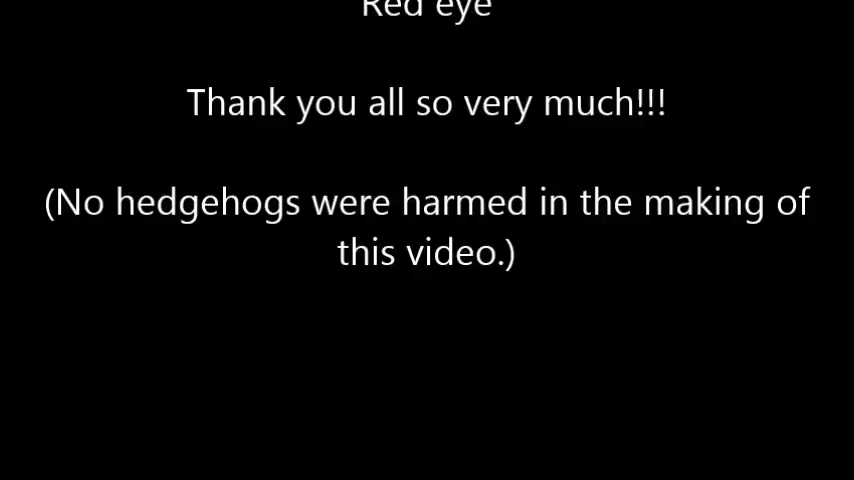 Red eye
Thank you all so very much!!!
(No hedgehogs were harmed in the making of
this video.)